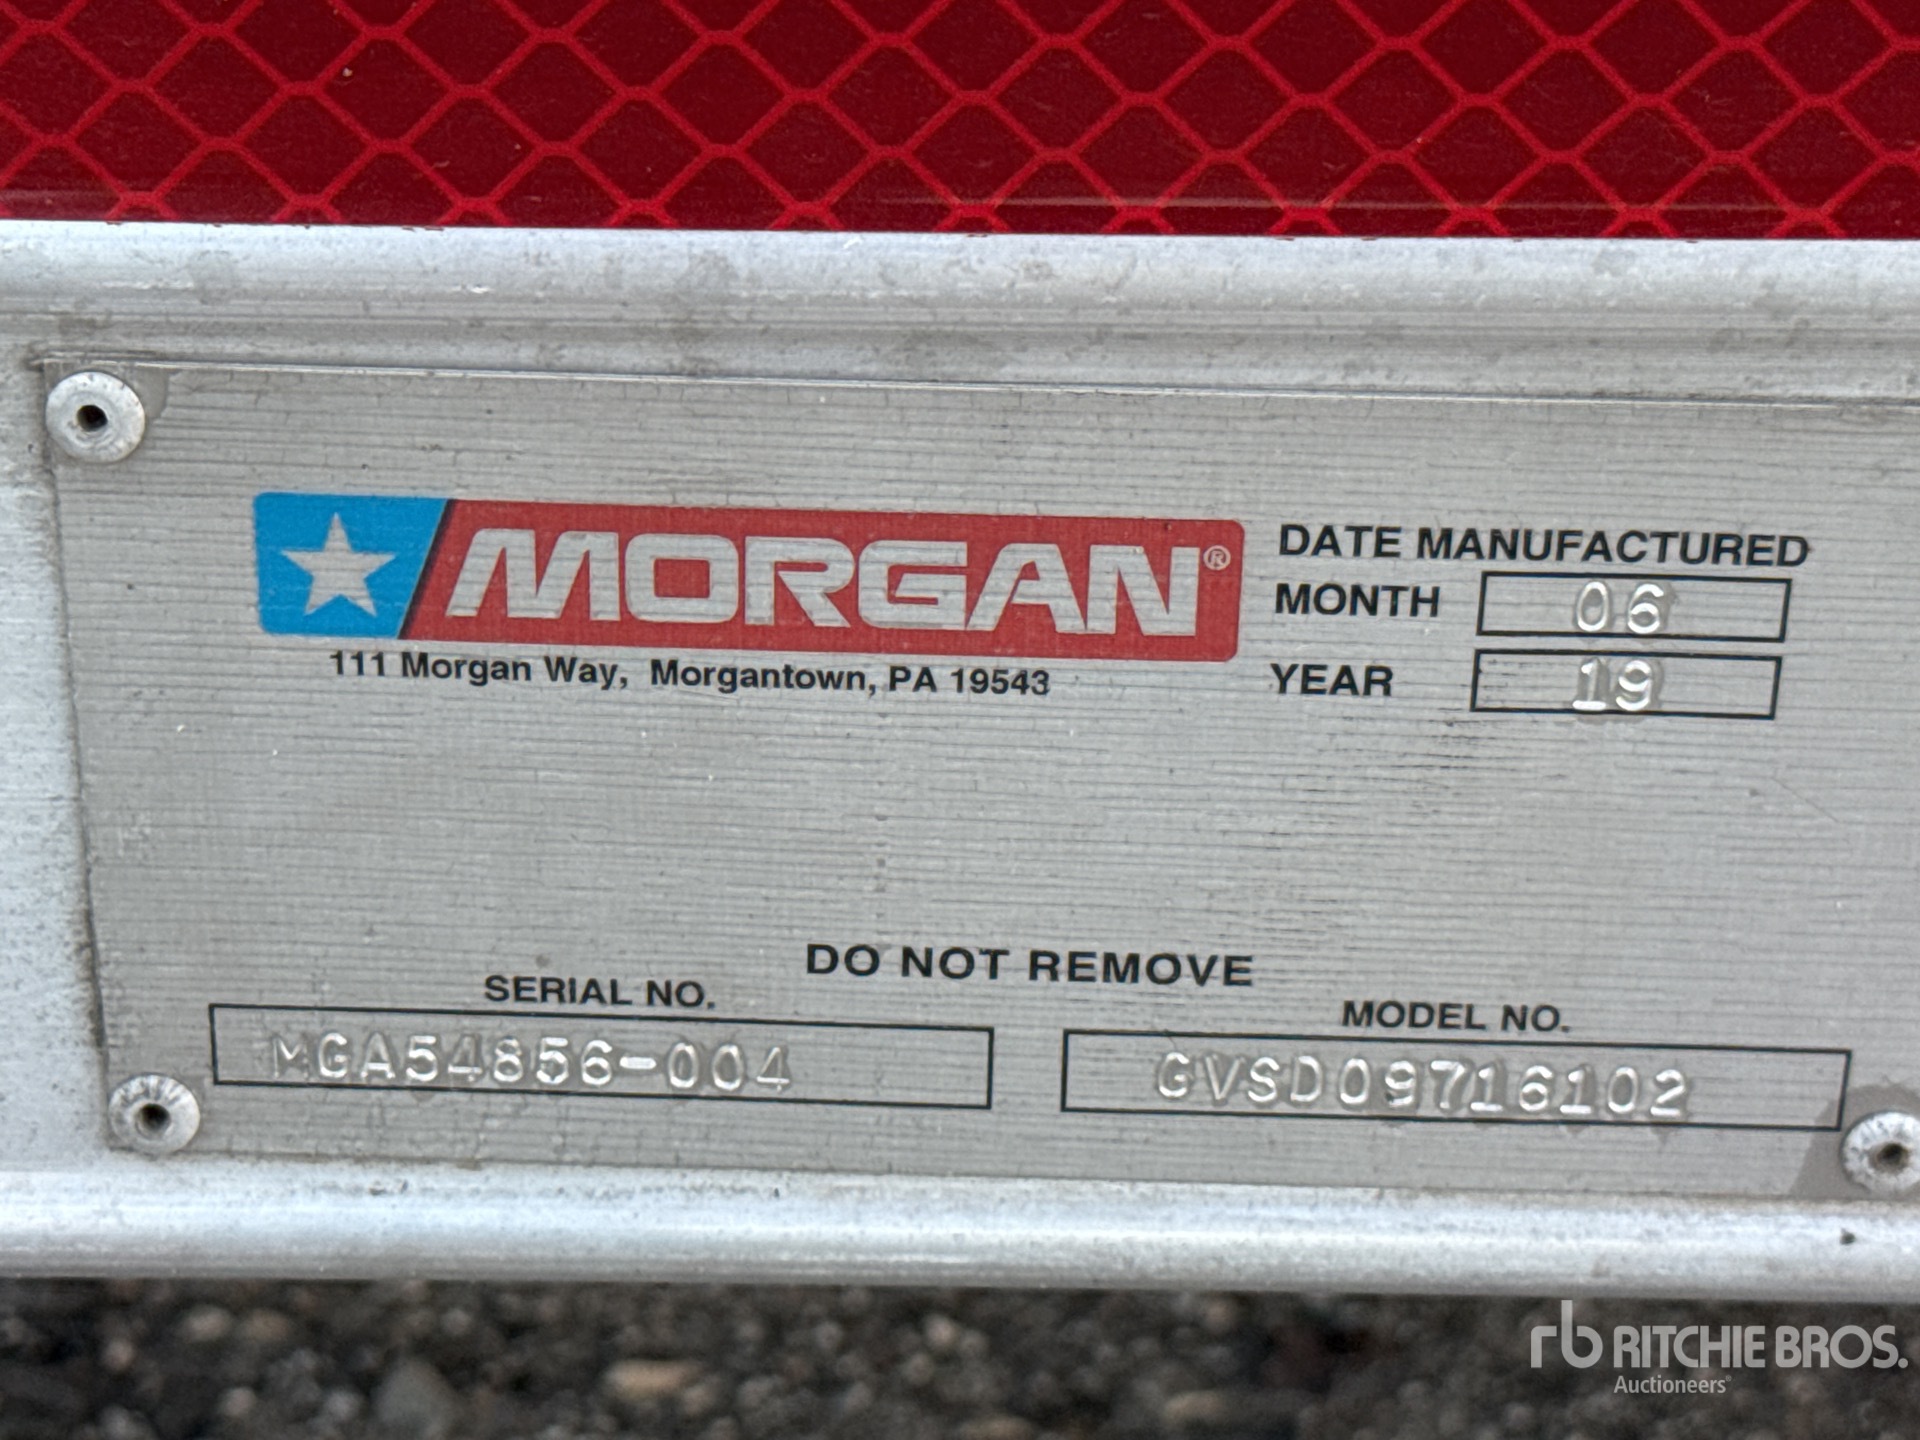 MORGAN®
111 Morgan Way, Morgantown, PA 19543
DATE MANUFACTURED
MONTH 06
YEAR 19
DO NOT REMOVE
SERIAL NO.
MGA54856-004
MODEL NO.
GVSD09716102
rb RITCHIE BROS.
Auctioneers